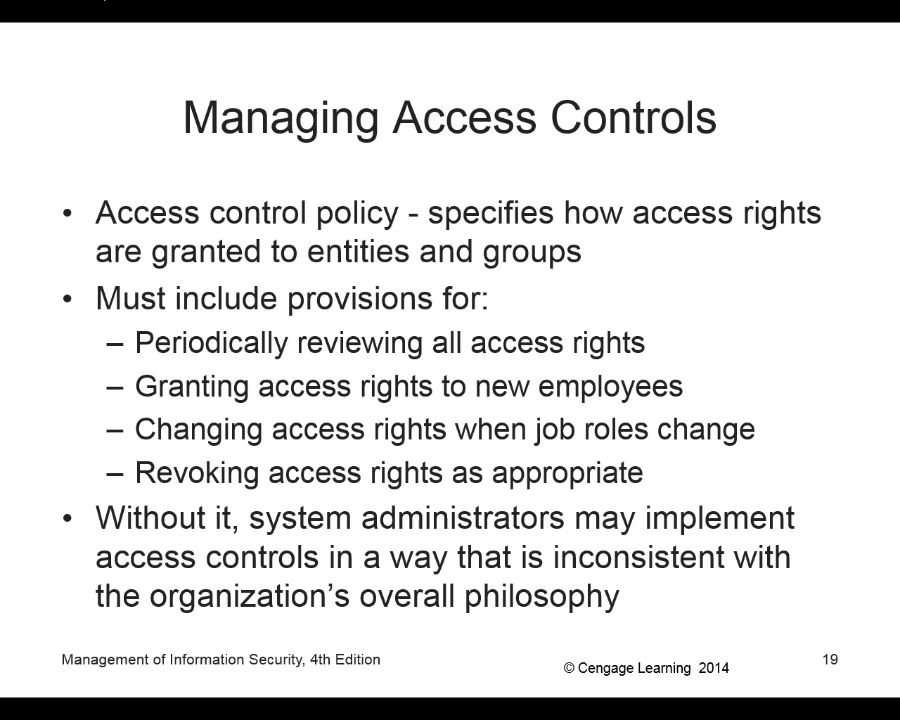 Managing Access Controls
• Access control policy - specifies how access rights
are granted to entities and groups
• Must include provisions for:
– Periodically reviewing all access rights
– Granting access rights to new employees
– Changing access rights when job roles change
– Revoking access rights as appropriate
• Without it, system administrators may implement
access controls in a way that is inconsistent with
the organization’s overall philosophy
Management of Information Security, 4th Edition
© Cengage Learning 2014
19